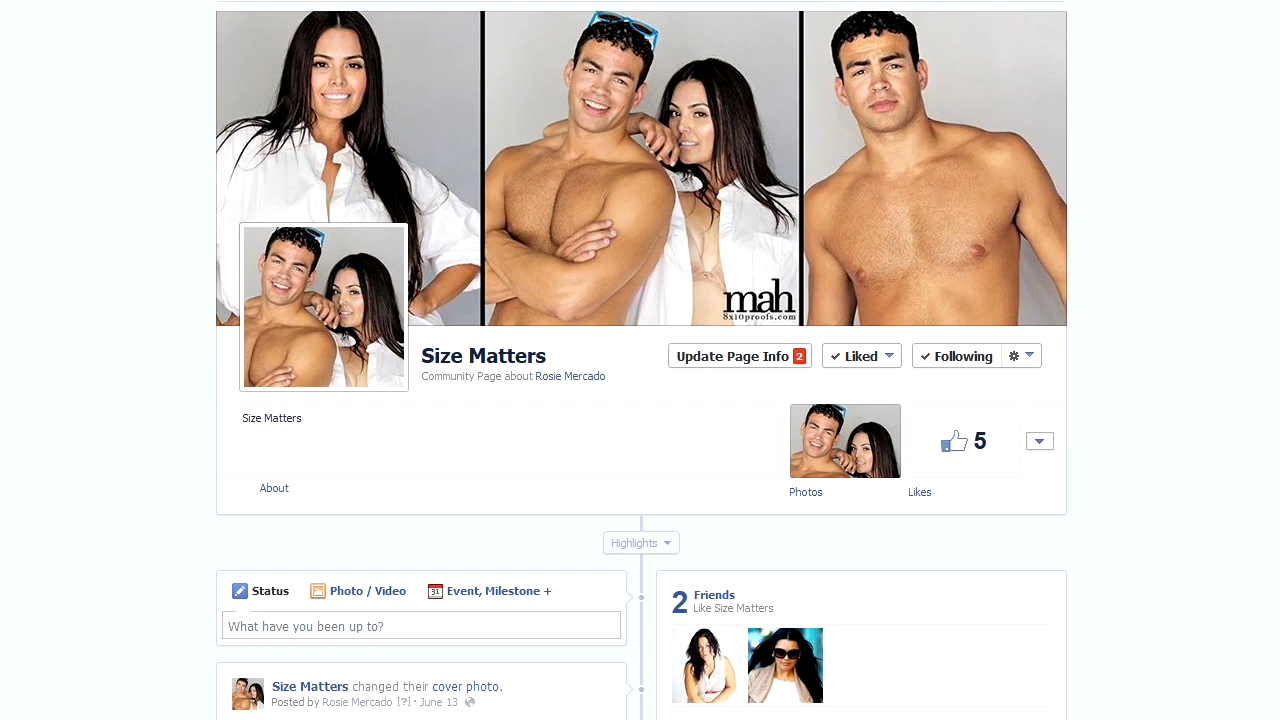 mah
8x10proofs.com
Size Matters
Community Page about Rosie Mercado
Update Page Info 2
Liked
Following
Size Matters
5
About
Photos
Likes
Highlights
Status
Photo / Video
31
Event, Milestone +
What have you been up to?
Size Matters changed their cover photo.
Posted by Rosie Mercado [?] · June 13
2
Friends
Like Size Matters